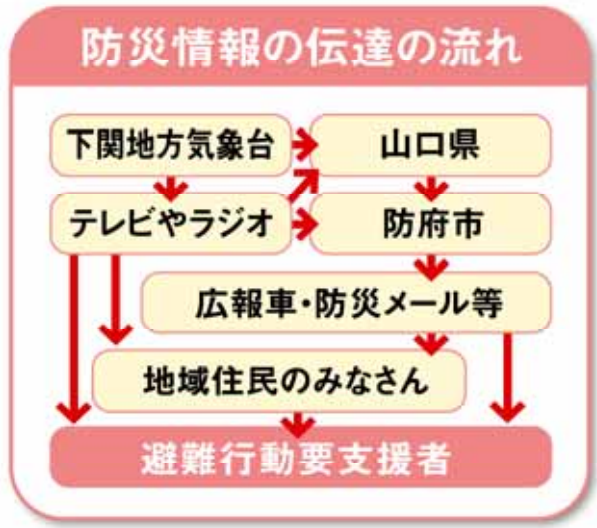 防災情報の伝達の流れ
下関地方気象台
山口県
テレビやラジオ
防府市
広報車・防災メール等
地域住民のみなさん
避難行動要支援者